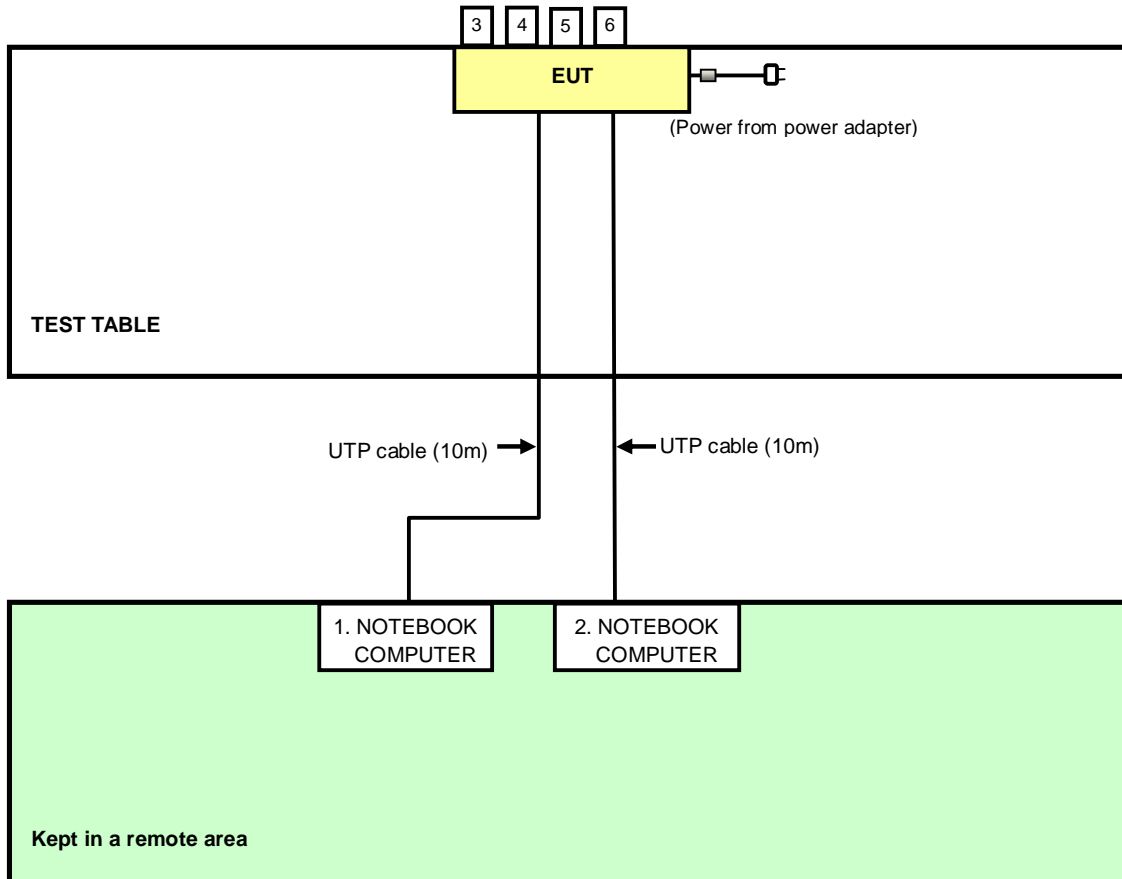 3 4 5 6
EUT
(Power from power adapter)
TEST TABLE
UTP cable (10m)
UTP cable (10m)
1. NOTEBOOK
COMPUTER
2. NOTEBOOK
COMPUTER
Kept in a remote area